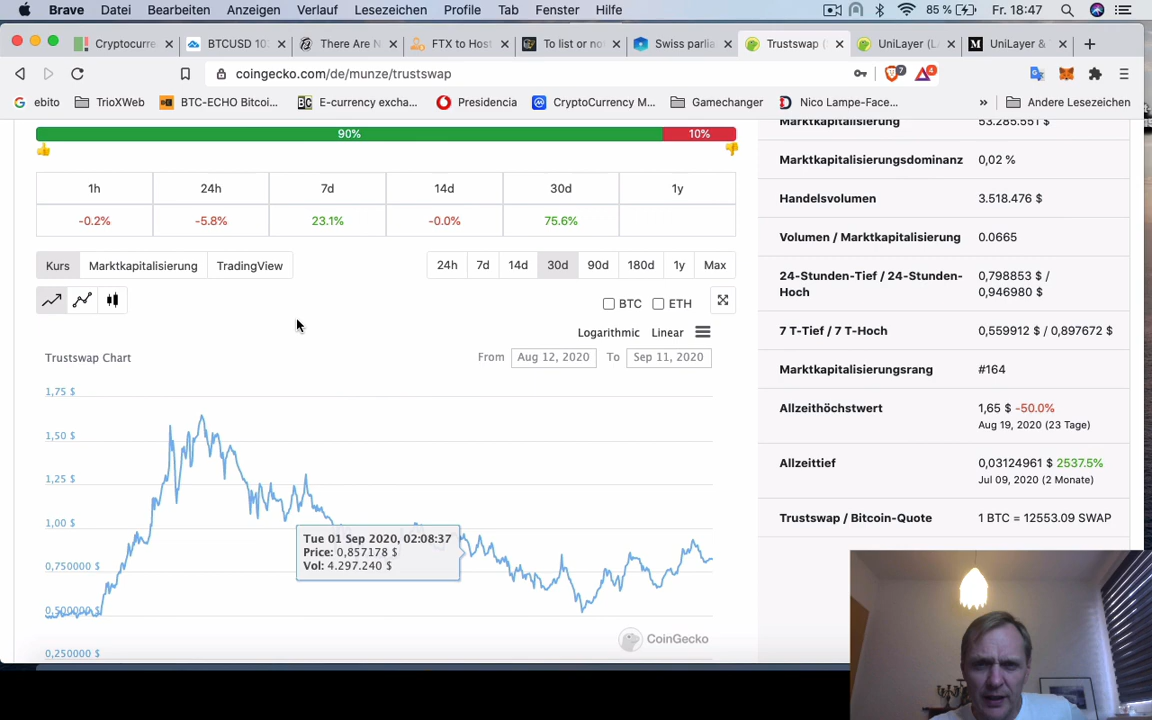 Brave Datei Bearbeiten Anzeigen Verlauf Lesezeichen Profile Tab Fenster Hilfe 85 % Fr. 18:47
Cryptocurre BTCUSD 10 There Are N FTX to Host To list or no Swiss parlia Trustswap ( UniLayer (LA UniLayer &
coingecko.com/de/munze/trustswap 7 4
ebito TrioXWeb BTC-ECHO Bitcoi... E-currency excha... Presidencia CryptoCurrency M... Gamechanger Nico Lampe-Face... » Andere Lesezeichen
90% 10%
1h 24h 7d 14d 30d 1y
-0.2% -5.8% 23.1% -0.0% 75.6%
Kurs Marktkapitalisierung TradingView 24h 7d 14d 30d 90d 180d 1y Max
BTC ETH
Logarithmic Linear
Trustswap Chart From Aug 12, 2020 To Sep 11, 2020
1,75 $
1,50 $
1,25 $
1,00 $
0,750000 $
0,500000 $
0,250000 $
Tue 01 Sep 2020, 02:08:37
Price: 0,857178 $
Vol: 4.297.240 $
CoinGecko
Marktkapitalisierung 53.285.551 $
Marktkapitalisierungsdominanz 0,02 %
Handelsvolumen 3.518.476 $
Volumen / Marktkapitalisierung 0.0665
24-Stunden-Tief / 24-Stunden-
Hoch
0,798853 $ /
0,946980 $
7 T-Tief / 7 T-Hoch 0,559912 $ / 0,897672 $
Marktkapitalisierungsrang #164
Allzeithöchstwert 1,65 $ -50.0%
Aug 19, 2020 (23 Tage)
Allzeittief 0,03124961 $ 2537.5%
Jul 09, 2020 (2 Monate)
Trustswap / Bitcoin-Quote 1 BTC = 12553.09 SWAP